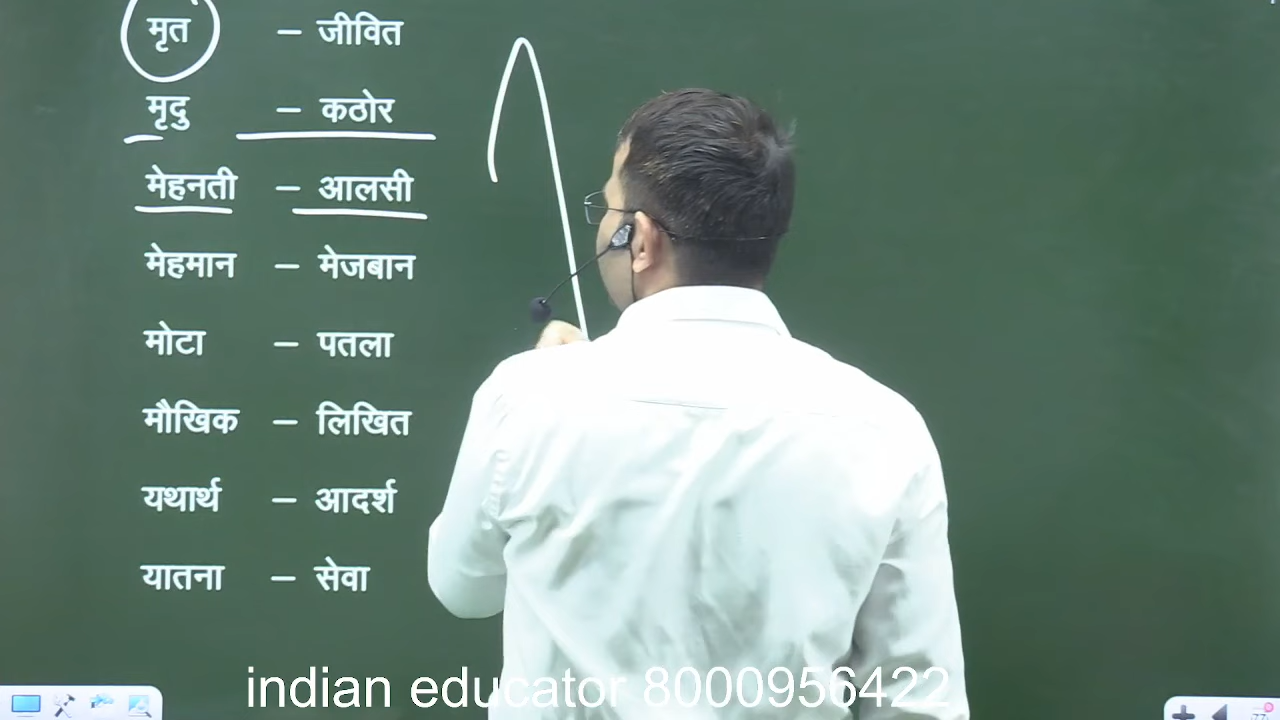 मृत – जीवित
मृदु – कठोर
मेहनती – आलसी
मेहमान – मेजबान
मोटा – पतला
मौखिक – लिखित
यथार्थ – आदर्श
यातना – सेवा
indian educator 8000956422